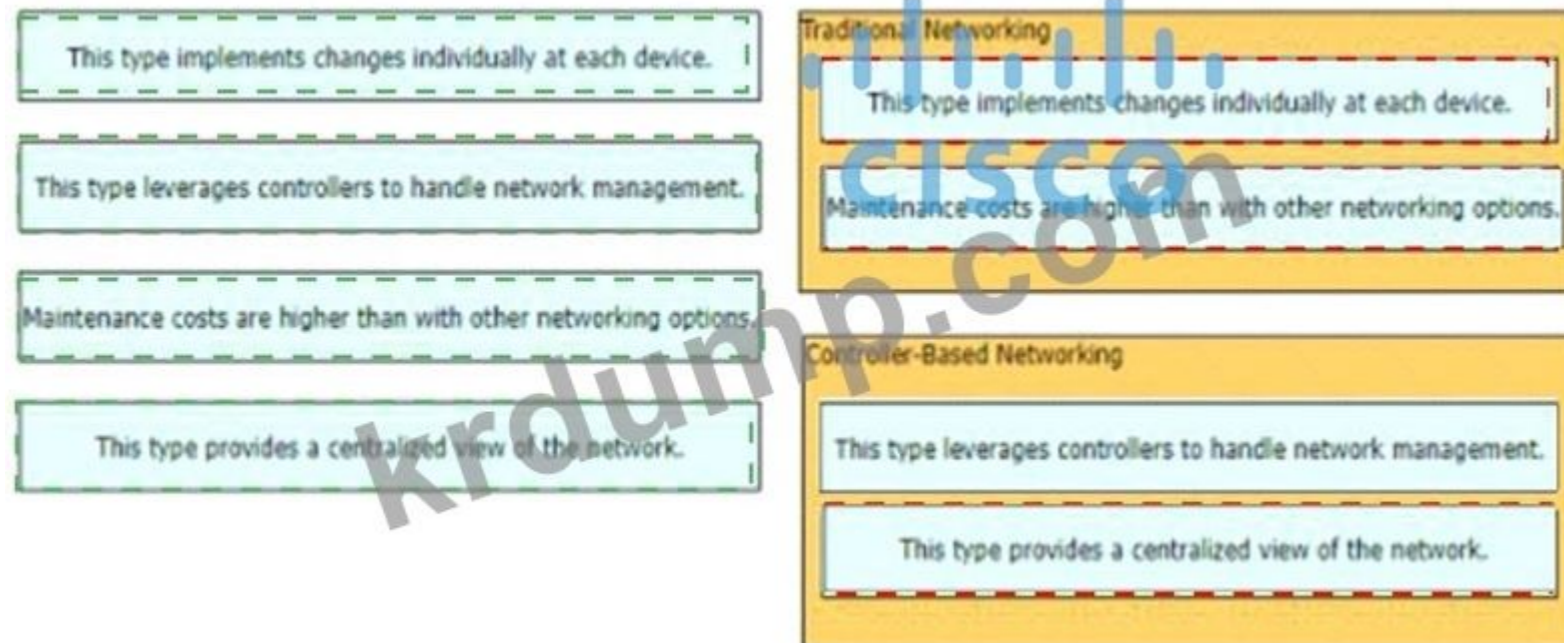 This type implements changes individually at each device.
This type leverages controllers to handle network management.
Maintenance costs are higher than with other networking options.
This type provides a centralized view of the network.
Traditional Networking
This type implements changes individually at each device.
Maintenance costs are higher than with other networking options.
Controller-Based Networking
This type leverages controllers to handle network management.
This type provides a centralized view of the network.
CISCO
krdump.com